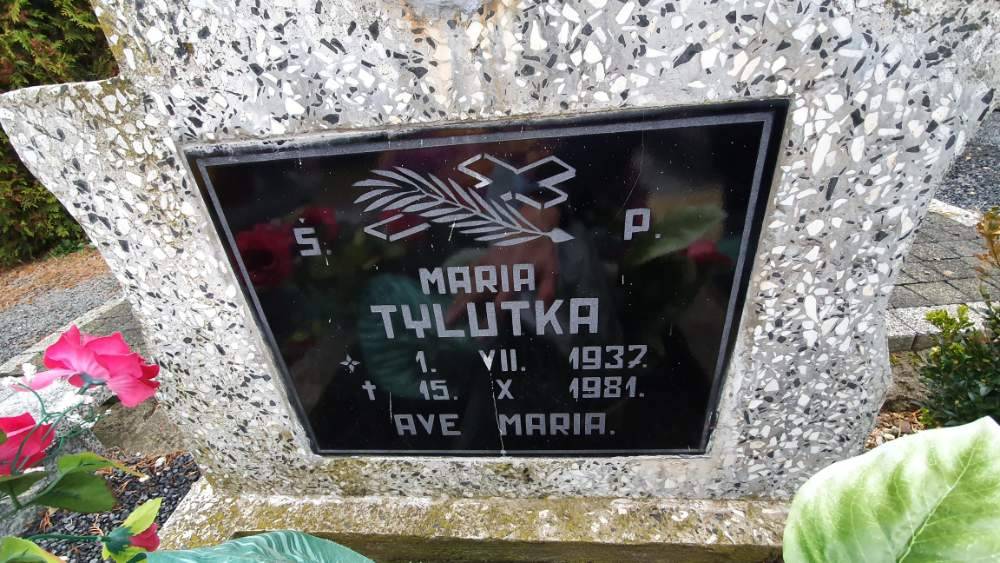 Ś. P.
MARIA
TYLUTKA
1. VII. 1937.
✝ 15. X 1981.
AVE MARIA.